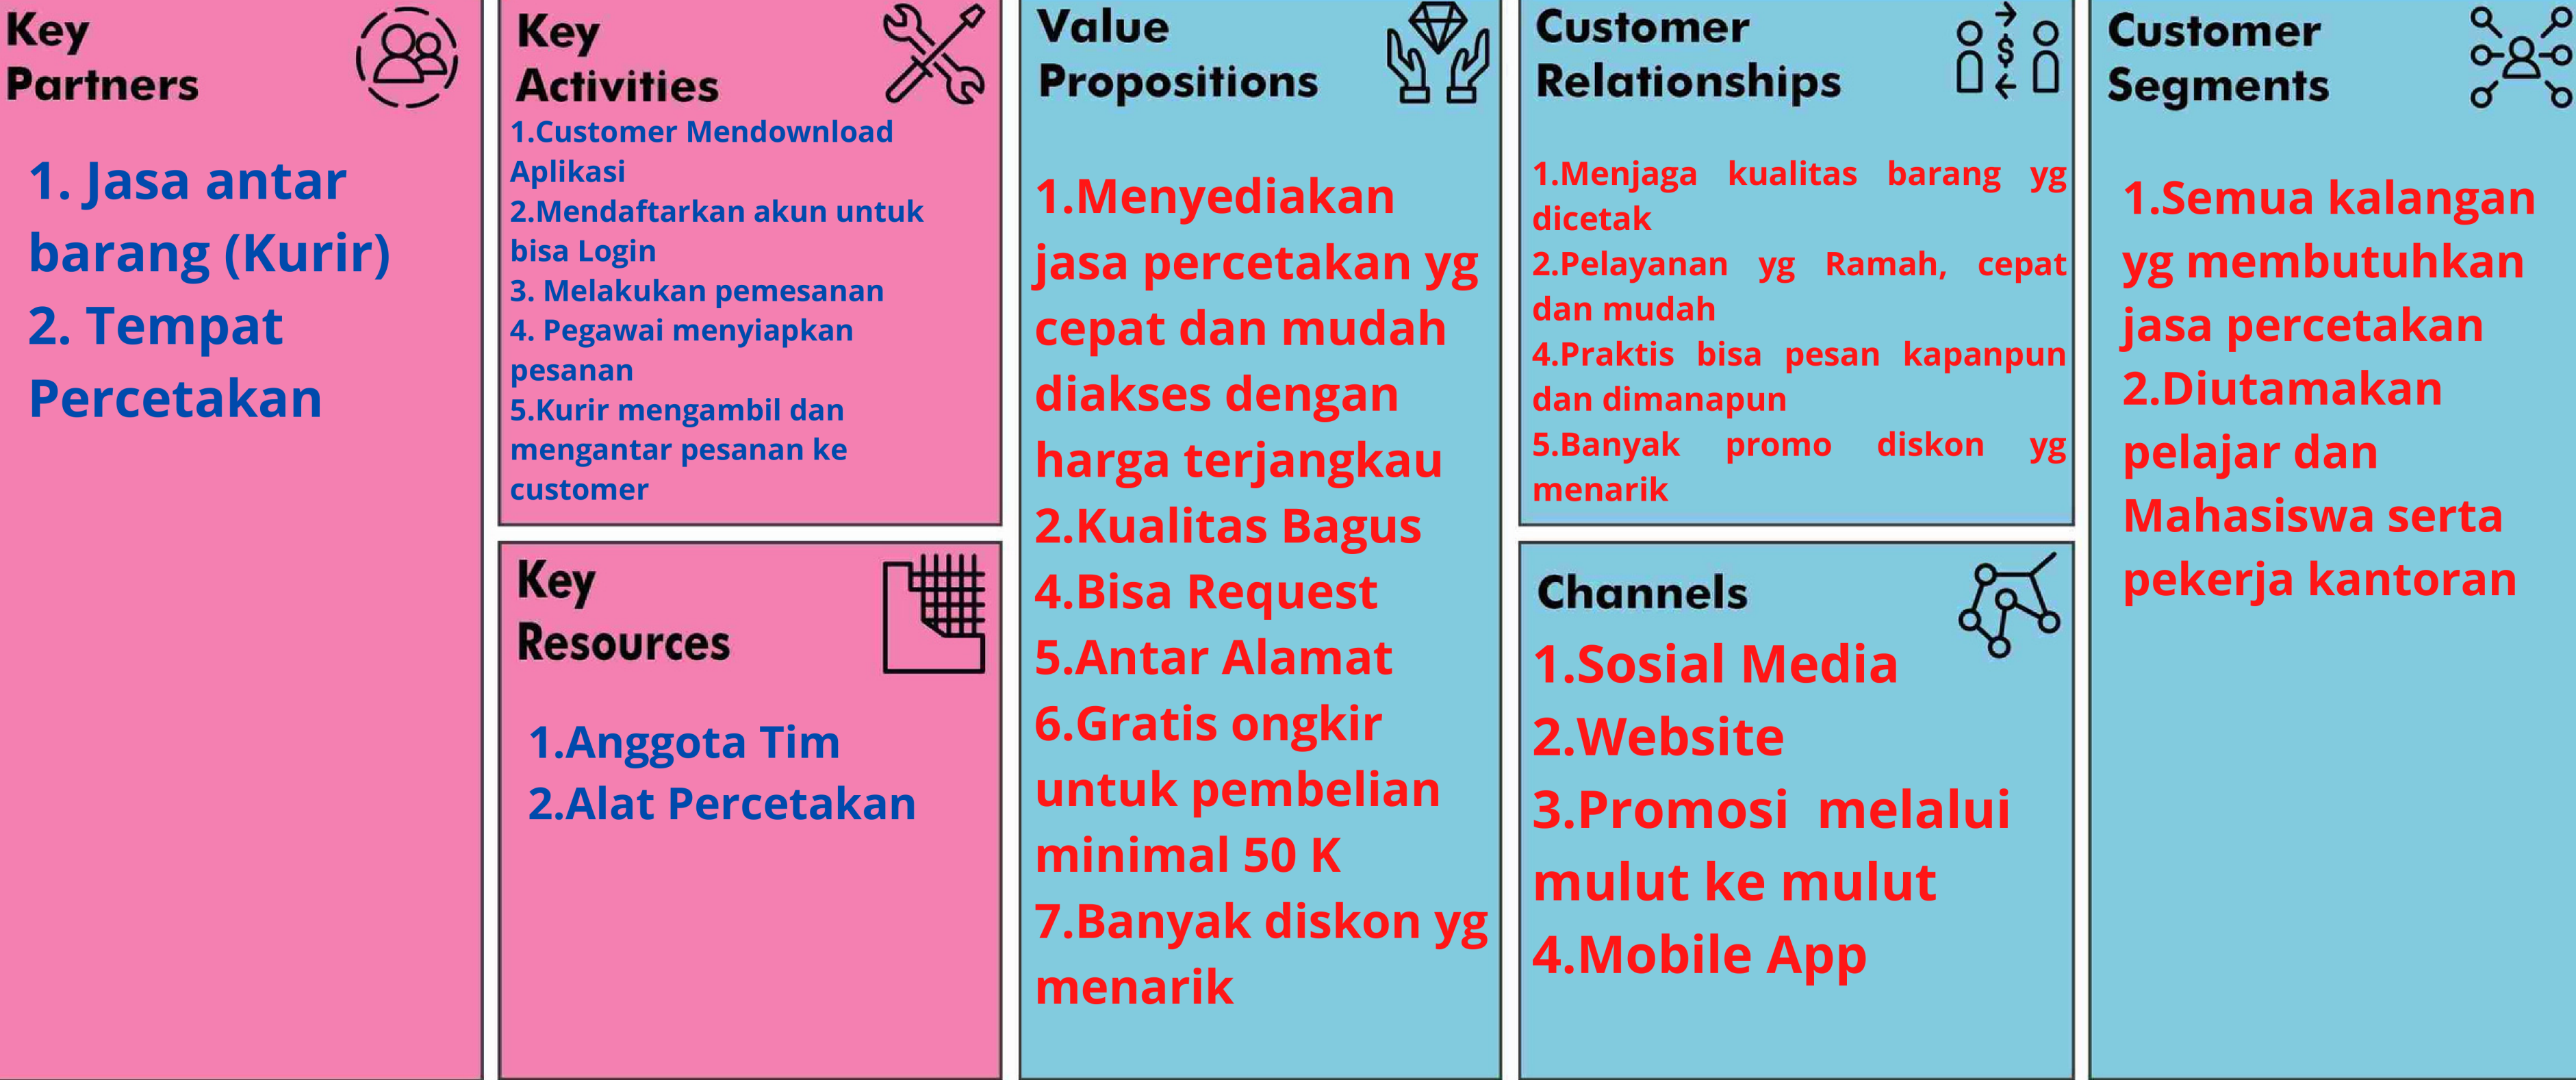 Key
Partners
1. Jasa antar
barang (Kurir)
2. Tempat
Percetakan
Key
Activities
1.Customer Mendownload
Aplikasi
2.Mendaftarkan akun untuk
bisa Login
3. Melakukan pemesanan
4. Pegawai menyiapkan
pesanan
5.Kurir mengambil dan
mengantar pesanan ke
customer
Key
Resources
1.Anggota Tim
2.Alat Percetakan
Value
Propositions
1.Menyediakan
jasa percetakan yg
cepat dan mudah
diakses dengan
harga terjangkau
2.Kualitas Bagus
4.Bisa Request
5.Antar Alamat
6.Gratis ongkir
untuk pembelian
minimal 50 K
7.Banyak diskon yg
menarik
Customer
Relationships
$
1.Menjaga kualitas barang yg
dicetak
2.Pelayanan yg Ramah, cepat
dan mudah
4.Praktis bisa pesan kapanpun
dan dimanapun
5.Banyak promo diskon yg
menarik
Channels
1.Sosial Media
2.Website
3.Promosi melalui
mulut ke mulut
4.Mobile App
Customer
Segments
1.Semua kalangan
yg membutuhkan
jasa percetakan
2.Diutamakan
pelajar dan
Mahasiswa serta
pekerja kantoran